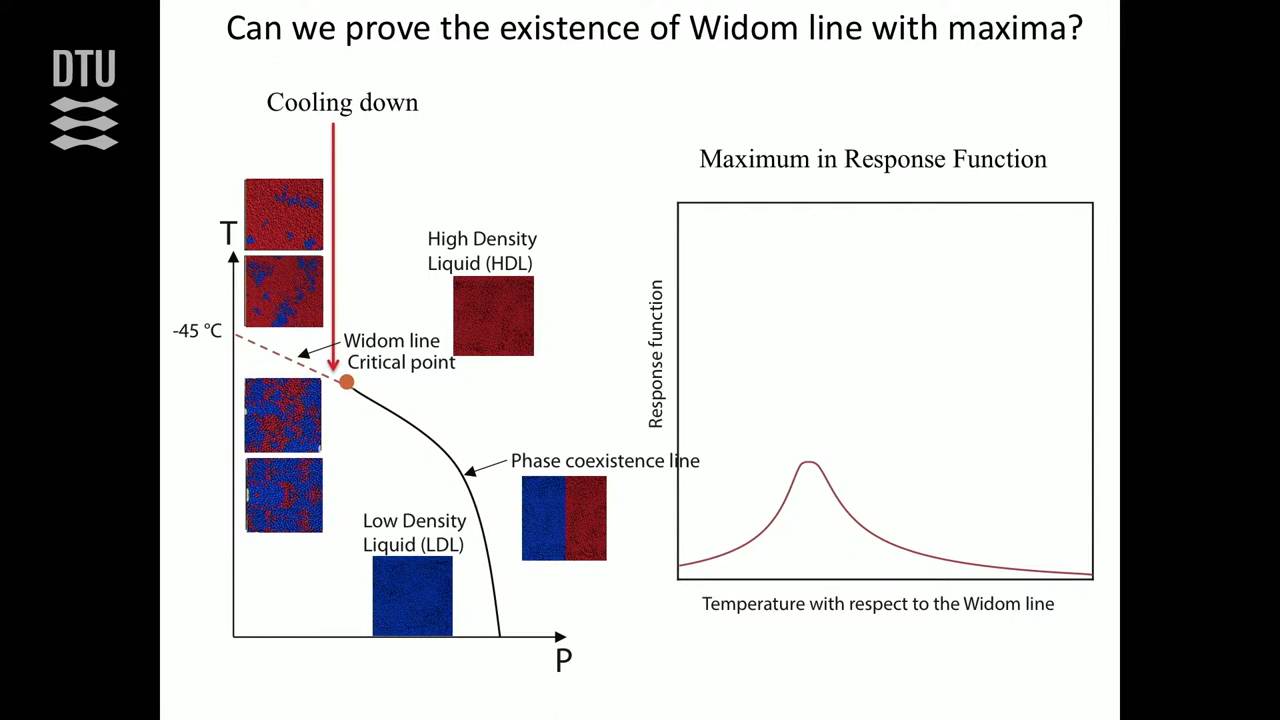 Can we prove the existence of Widom line with maxima?
DTU
Cooling down
Maximum in Response Function
T
High Density
Liquid (HDL)
-45 °C
Widom line
Critical point
Response function
Phase coexistence line
Low Density
Liquid (LDL)
Temperature with respect to the Widom line
P